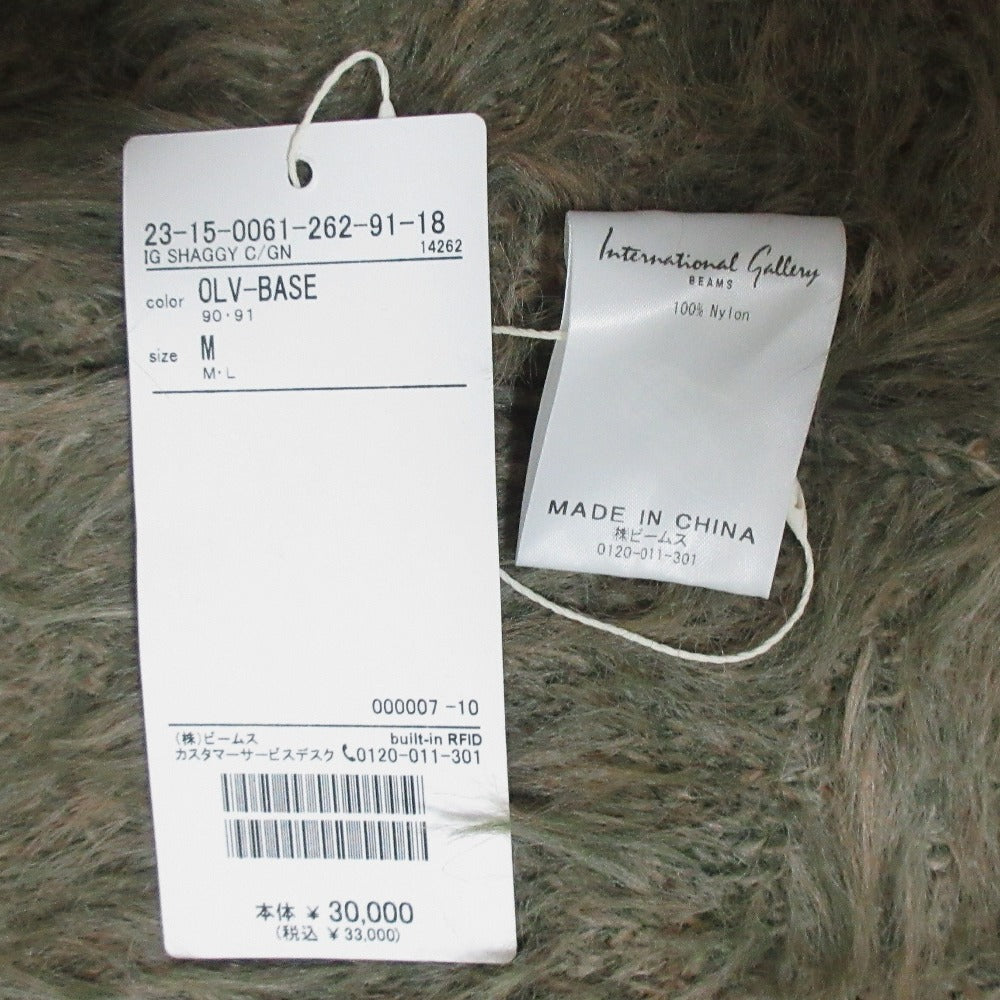 23-15-0061-262-91-18
IG SHAGGY C/GN 14262
color OLV-BASE
90・91
size M
M・L
000007 -10
(株)ビームス built-in RFID
カスタマーサービスデスク 0120-011-301
本体 ¥ 30,000
(税込 ¥ 33,000)
International Gallery
BEAMS
100% Nylon
MADE IN CHINA
㈱ビームス
0120-011-301